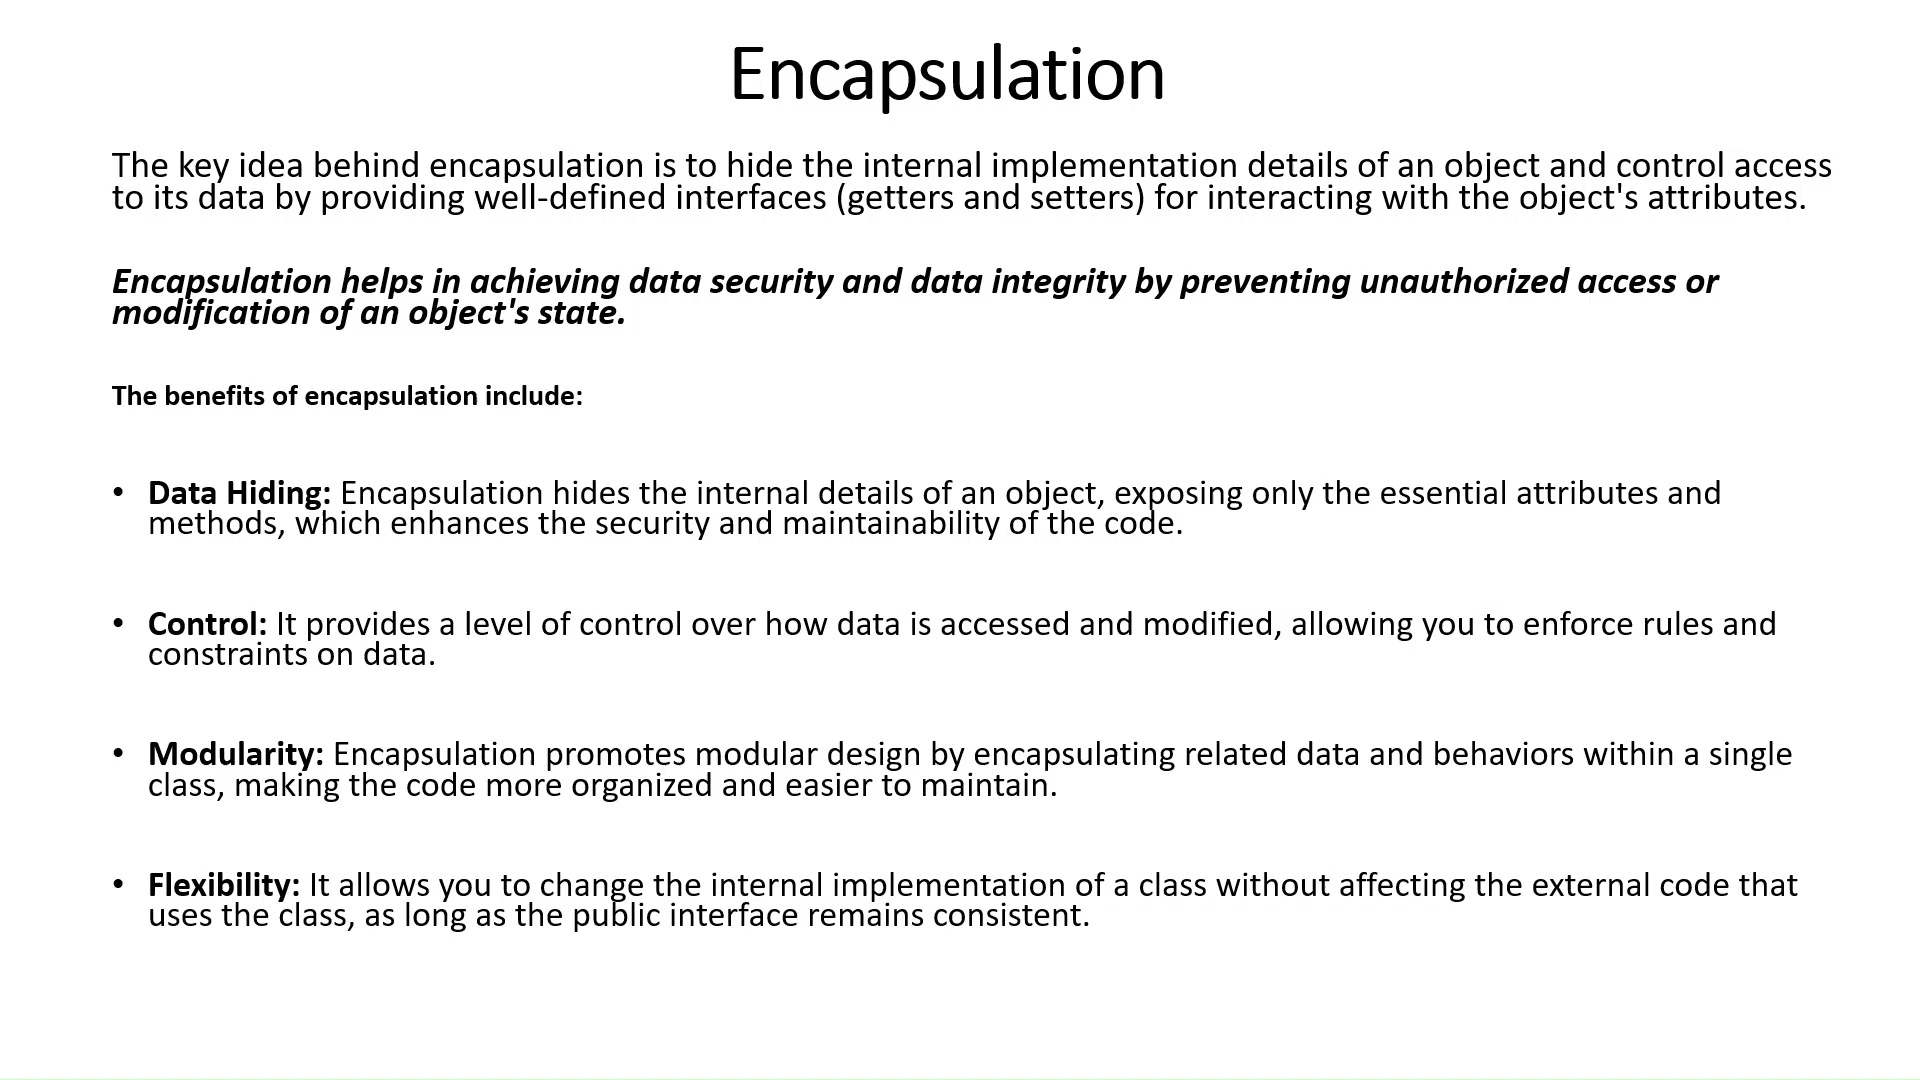 Encapsulation
The key idea behind encapsulation is to hide the internal implementation details of an object and control access
to its data by providing well-defined interfaces (getters and setters) for interacting with the object's attributes.
Encapsulation helps in achieving data security and data integrity by preventing unauthorized access or
modification of an object's state.
The benefits of encapsulation include:
• Data Hiding: Encapsulation hides the internal details of an object, exposing only the essential attributes and
methods, which enhances the security and maintainability of the code.
• Control: It provides a level of control over how data is accessed and modified, allowing you to enforce rules and
constraints on data.
• Modularity: Encapsulation promotes modular design by encapsulating related data and behaviors within a single
class, making the code more organized and easier to maintain.
• Flexibility: It allows you to change the internal implementation of a class without affecting the external code that
uses the class, as long as the public interface remains consistent.